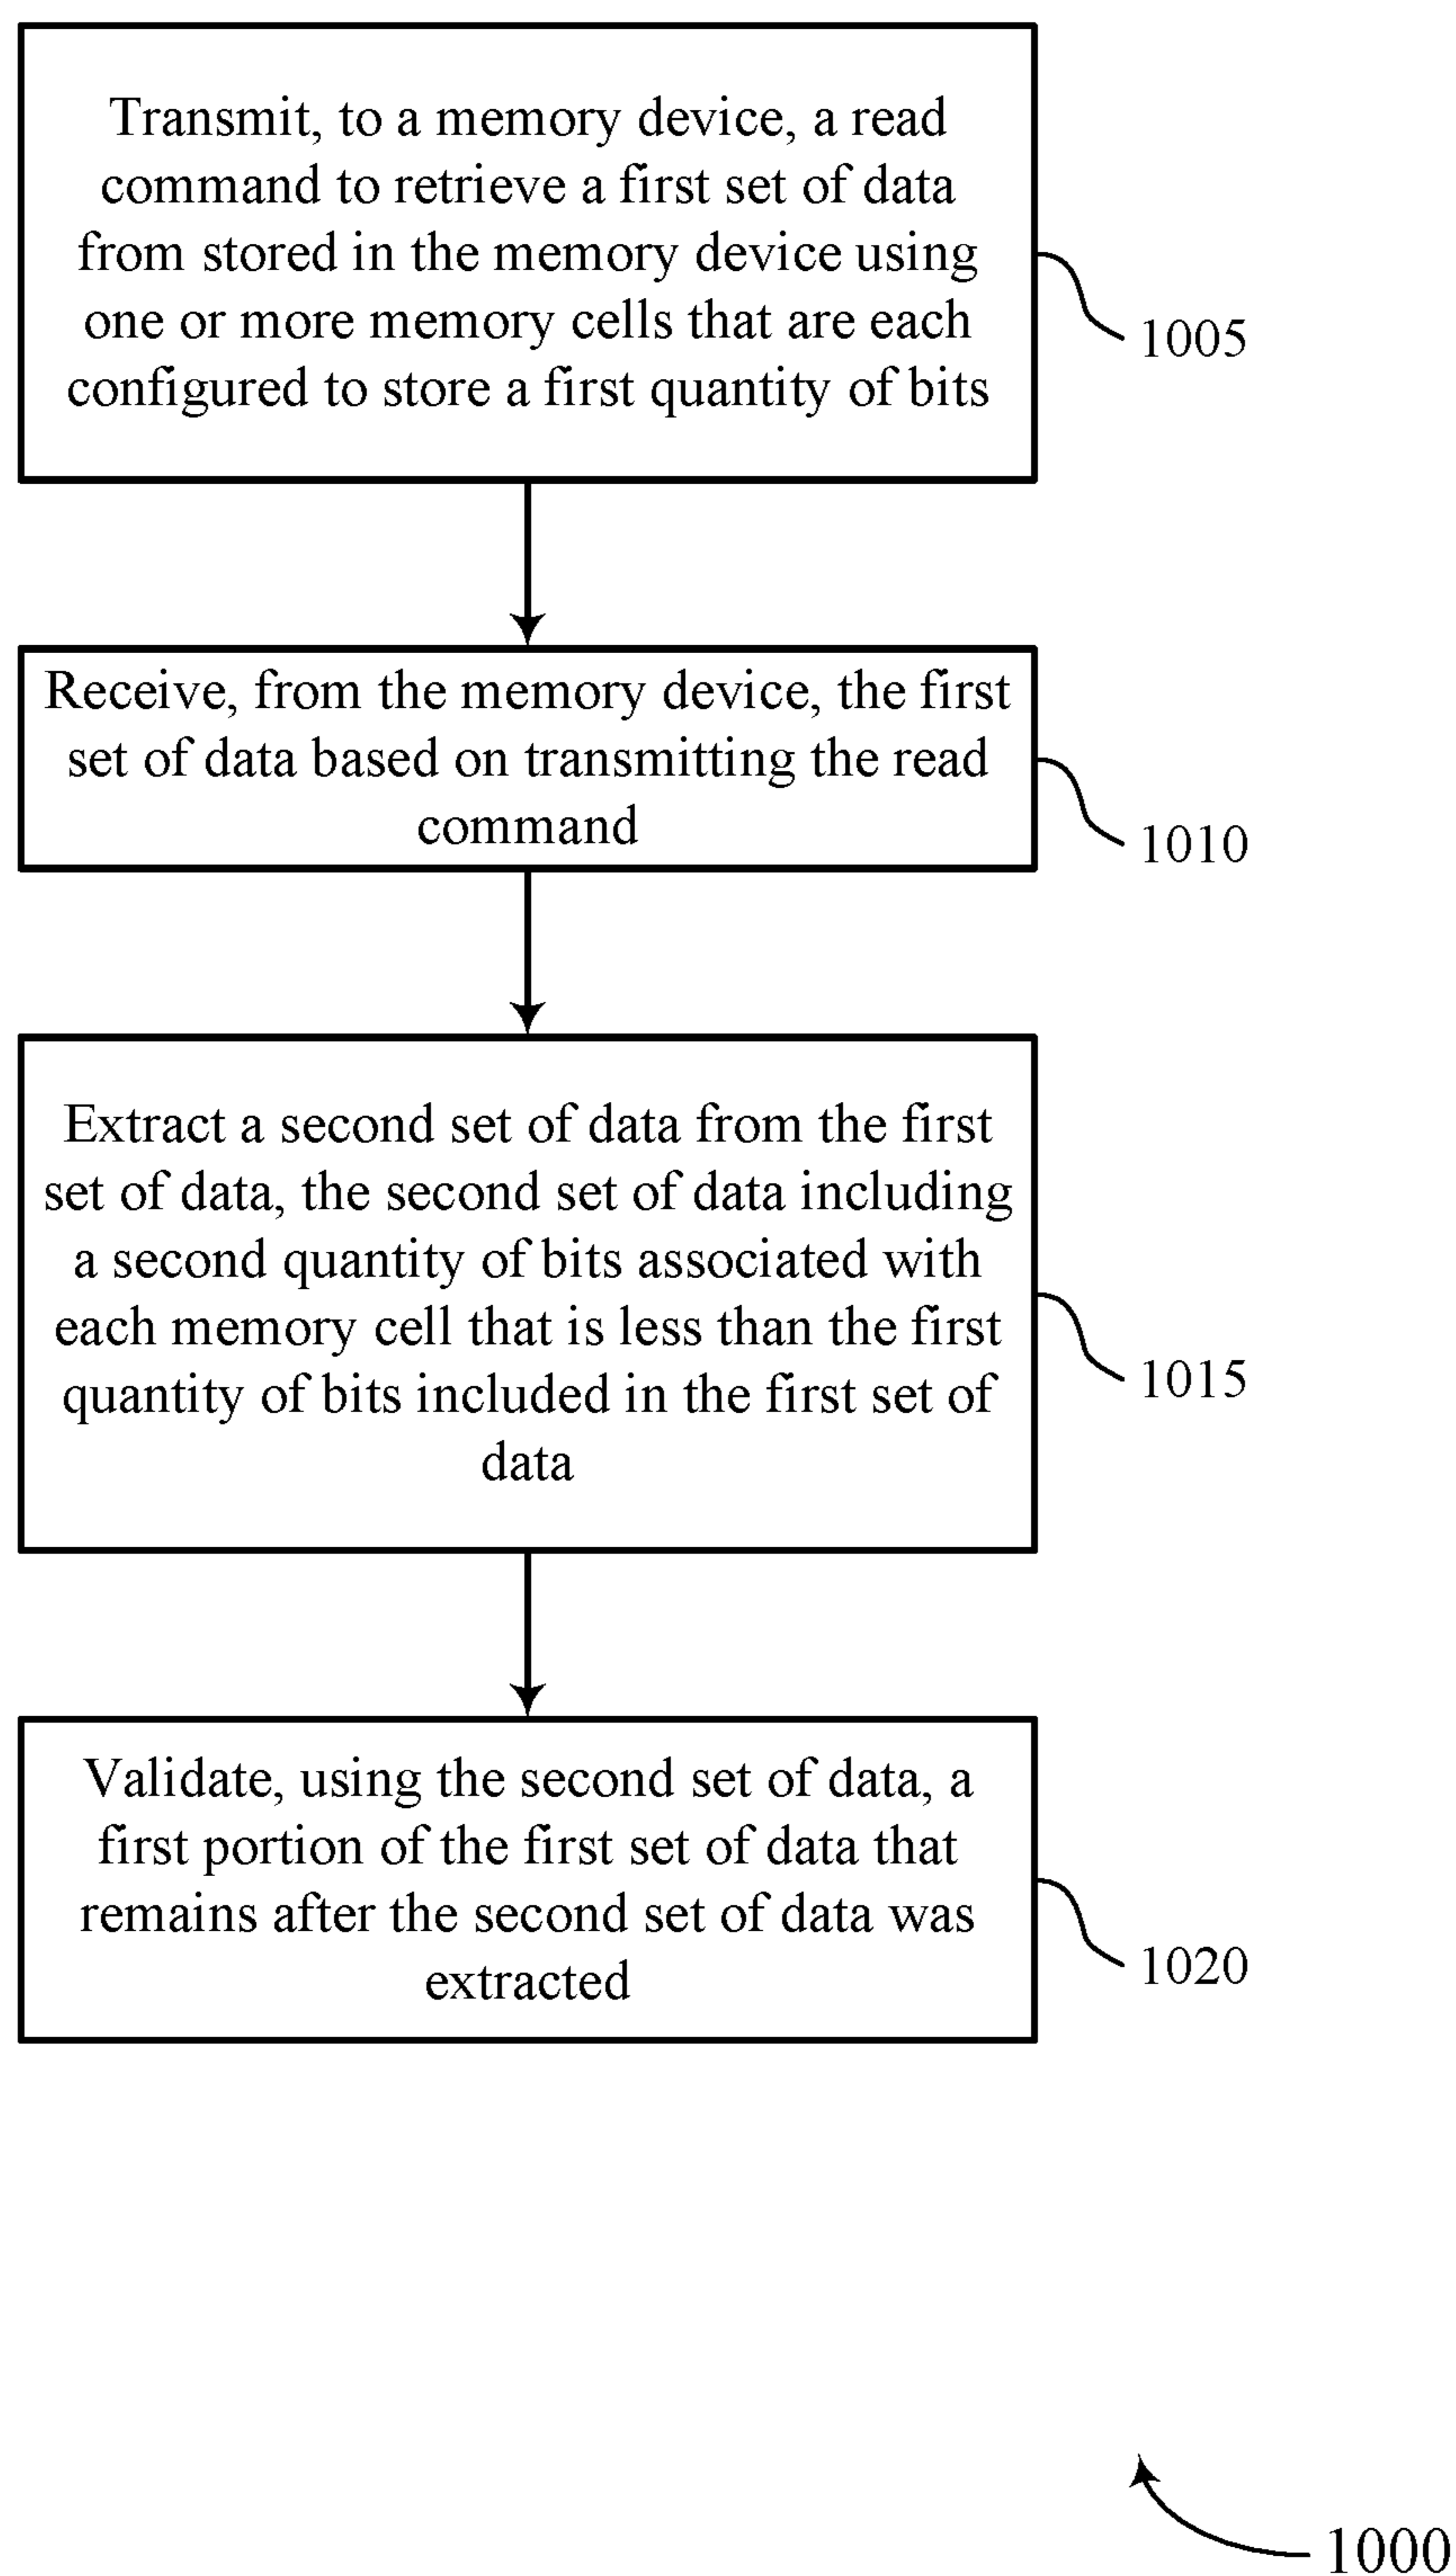 Transmit, to a memory device, a read
command to retrieve a first set of data
from stored in the memory device using
one or more memory cells that are each
configured to store a first quantity of bits
1005
Receive, from the memory device, the first
set of data based on transmitting the read
command
1010
Extract a second set of data from the first
set of data, the second set of data including
a second quantity of bits associated with
each memory cell that is less than the first
quantity of bits included in the first set of
data
1015
Validate, using the second set of data, a
first portion of the first set of data that
remains after the second set of data was
extracted
1020
1000